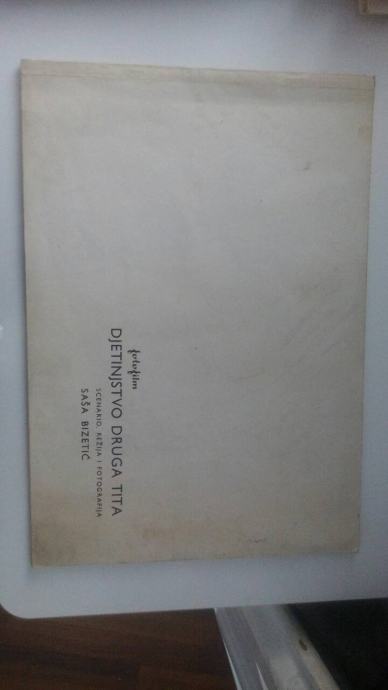 fotofilm
DJETINJSTVO DRUGA TITA
SCENARIO, REŽIJA I FOTOGRAFIJA
SAŠA BIZETIĆ